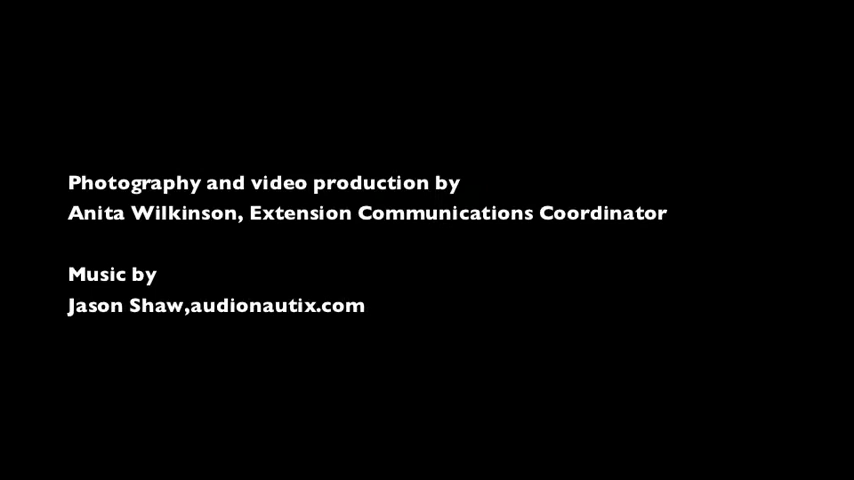 Photography and video production by
Anita Wilkinson, Extension Communications Coordinator
Music by
Jason Shaw,audionautix.com